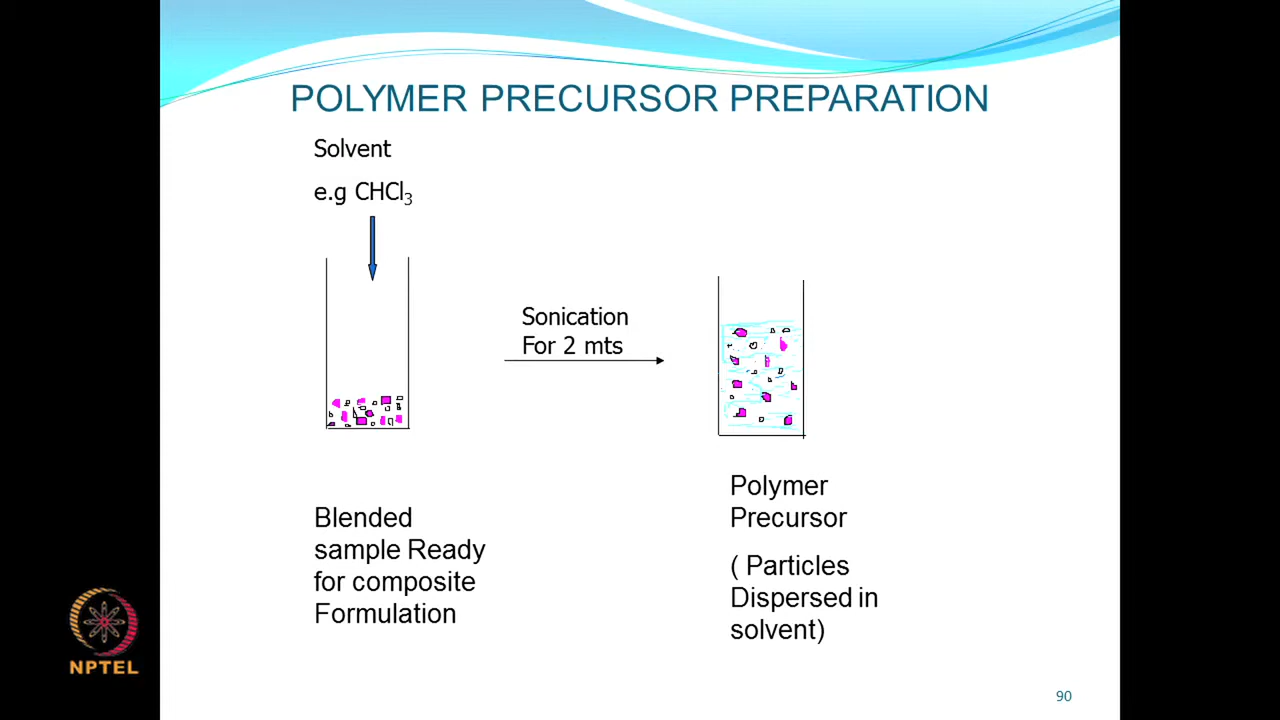 POLYMER PRECURSOR PREPARATION
Solvent
e.g CHCl₃
Sonication
For 2 mts
Blended
sample Ready
for composite
Formulation
Polymer
Precursor
( Particles
Dispersed in
solvent)
NPTEL
90